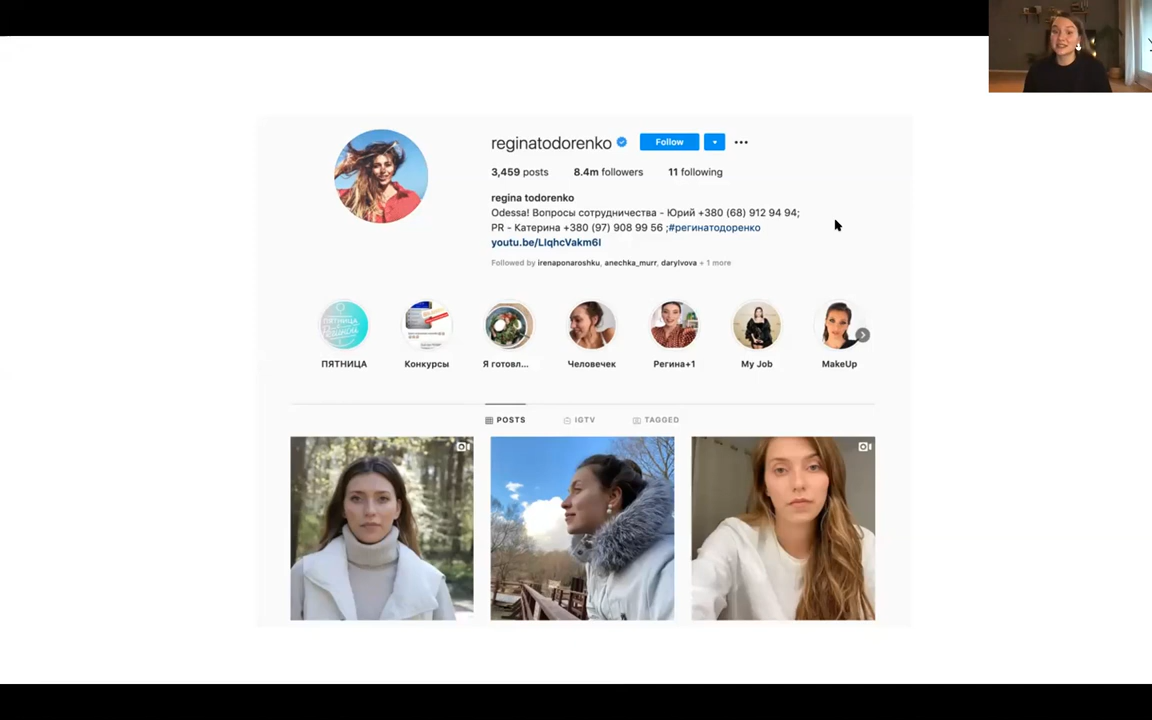 reginatodorenko
Follow
3,459 posts 8.4m followers 11 following
regina todorenko
Odessa! Вопросы сотрудничества - Юрий +380 (68) 912 94 94;
PR - Катерина +380 (97) 908 99 56 ;#регинатодоренко
youtu.be/LIqhcVakm6I
Followed by irenaponaroshku, anechka_murr, darylvova + 1 more
ПЯТНИЦА Конкурсы Я готовл... Человечек Регина+1 My Job MakeUp
POSTS IGTV TAGGED